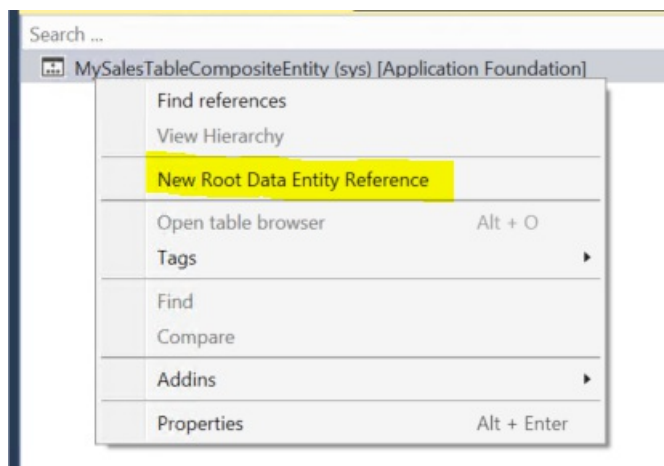 Search ...
MySalesTableCompositeEntity (sys) [Application Foundation]
Find references
View Hierarchy
New Root Data Entity Reference
Open table browser Alt + O
Tags
Find
Compare
Addins
Properties Alt + Enter